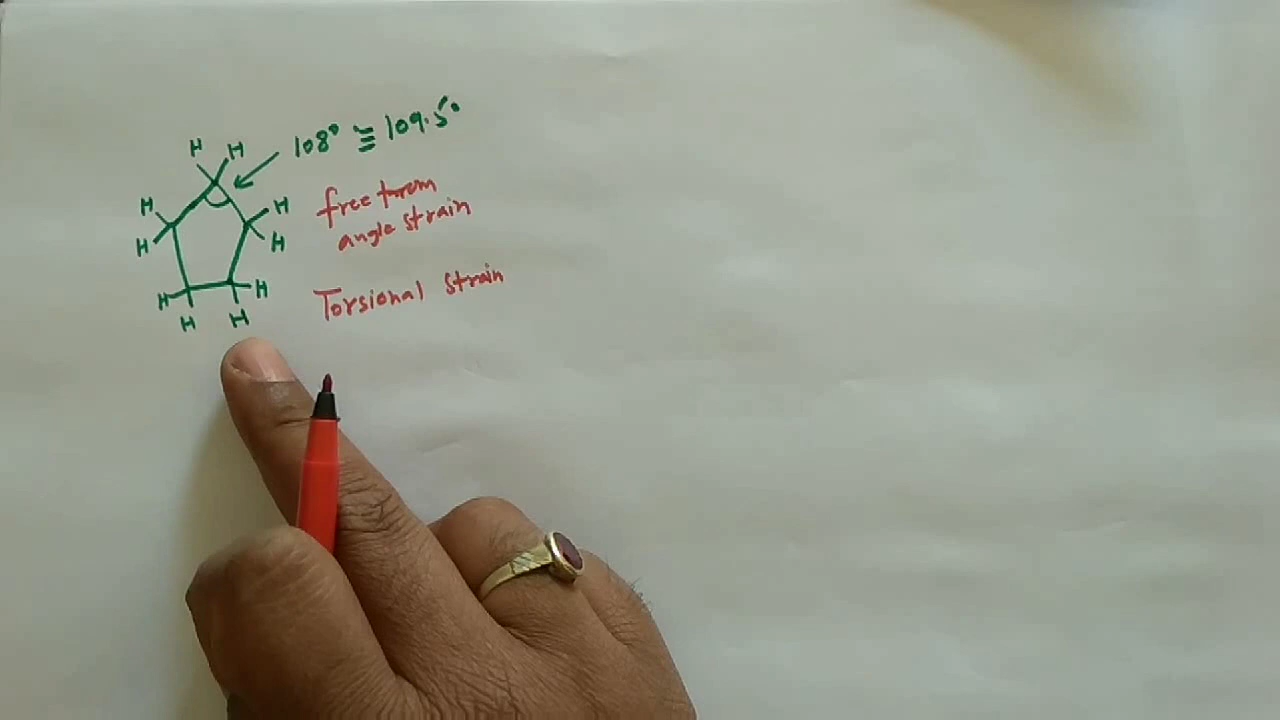 H H
108° ≅ 109.5°
H H
H H
free from
angle strain
H H
H H
Torsional strain